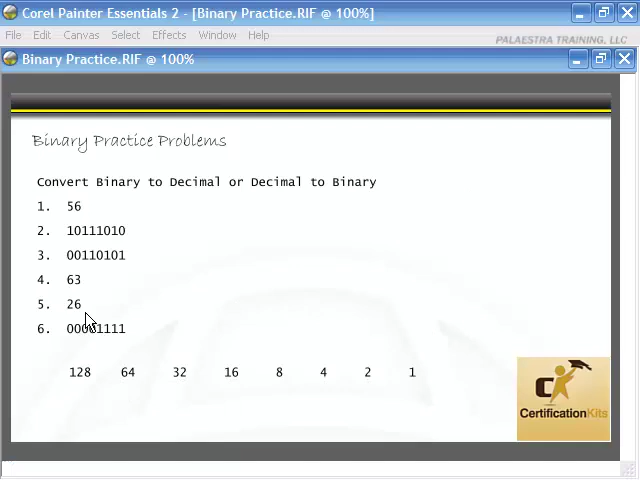 Corel Painter Essentials 2 - [Binary Practice.RIF @ 100%]
File Edit Canvas Select Effects Window Help
PALAESTRA TRAINING, LLC
Binary Practice.RIF @ 100%
Binary Practice Problems
Convert Binary to Decimal or Decimal to Binary
1. 56
2. 10111010
3. 00110101
4. 63
5. 26
6. 00001111
128 64 32 16 8 4 2 1
CK
CertificationKits